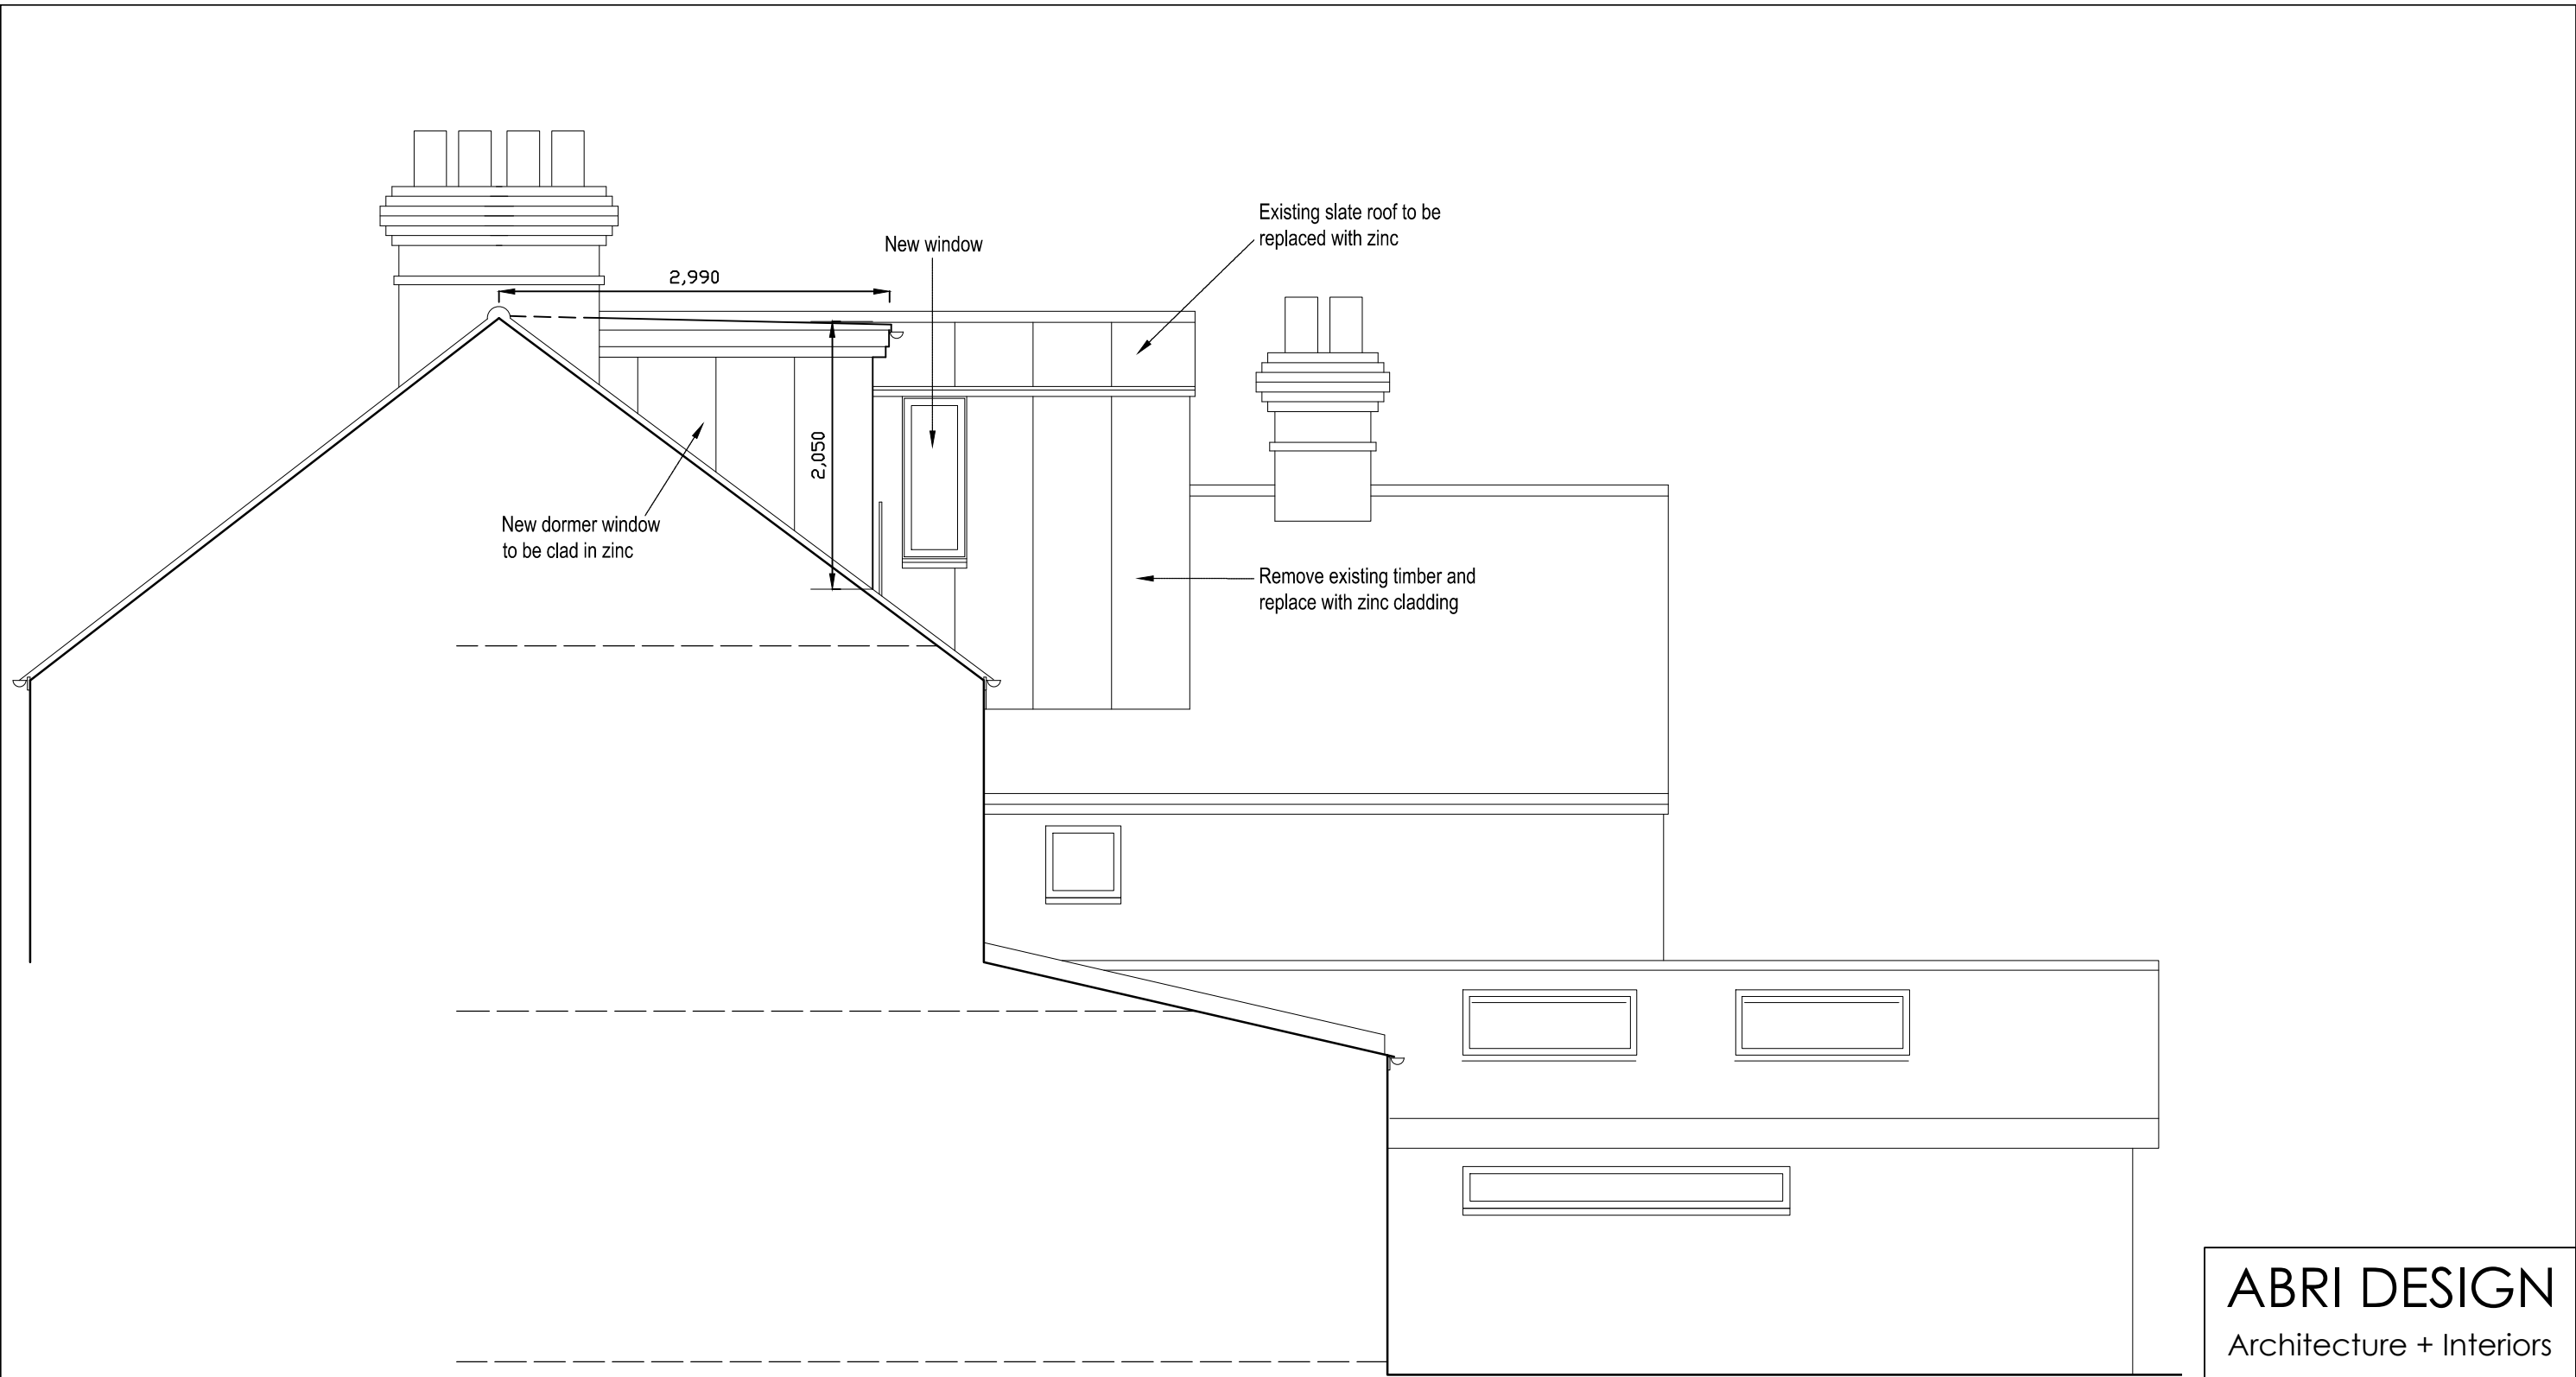 Existing slate roof to be
replaced with zinc
New window
2,990
2,050
New dormer window
to be clad in zinc
Remove existing timber and
replace with zinc cladding
ABRI DESIGN
Architecture + Interiors